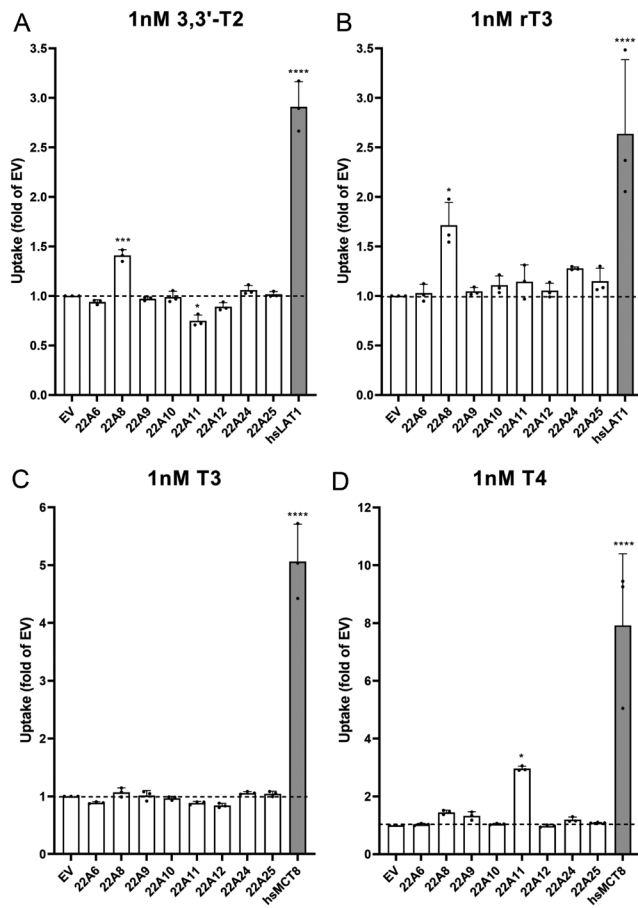 A
1nM 3,3'-T2
Uptake (fold of EV)
3.5
3.0
2.5
2.0
1.5
1.0
0.5
0.0
****
***
*
EV
22A6
22A8
22A9
22A10
22A11
22A12
22A24
22A25
hsLAT1
B
1nM rT3
Uptake (fold of EV)
3.5
3.0
2.5
2.0
1.5
1.0
0.5
0.0
****
*
EV
22A6
22A8
22A9
22A10
22A11
22A12
22A24
22A25
hsLAT1
C
1nM T3
Uptake (fold of EV)
6
5
4
3
2
1
0
****
EV
22A6
22A8
22A9
22A10
22A11
22A12
22A24
22A25
hsMCT8
D
1nM T4
Uptake (fold of EV)
12
10
8
6
4
2
0
****
*
EV
22A6
22A8
22A9
22A10
22A11
22A12
22A24
22A25
hsMCT8